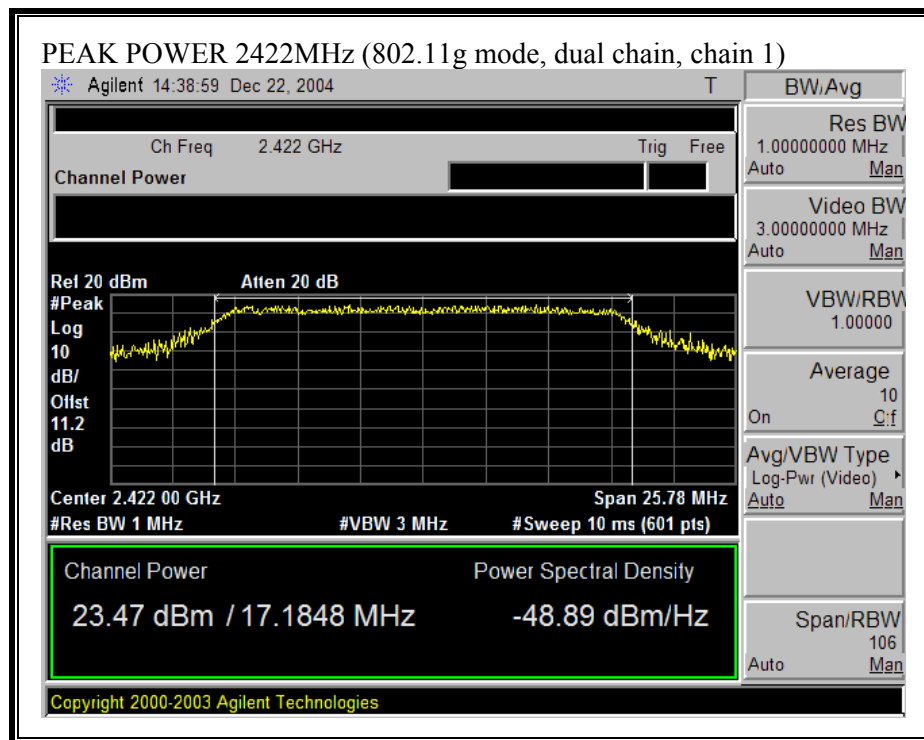 PEAK POWER 2422MHz (802.11g mode, dual chain, chain 1)
Agilent 14:38:59 Dec 22, 2004 T
BW/Avg
Ch Freq 2.422 GHz Trig Free
Channel Power
Res BW
1.00000000 MHz
Auto Man
Video BW
3.00000000 MHz
Auto Man
VBW/RBW
1.00000
Average
10
On Off
Avg/VBW Type
Log-Pwr (Video)
Auto Man
Span/RBW
106
Auto Man
Ref 20 dBm Atten 20 dB
#Peak
Log
10
dB/
Offst
11.2
dB
Center 2.422 00 GHz Span 25.78 MHz
#Res BW 1 MHz #VBW 3 MHz #Sweep 10 ms (601 pts)
Channel Power Power Spectral Density
23.47 dBm / 17.1848 MHz -48.89 dBm/Hz
Copyright 2000-2003 Agilent Technologies